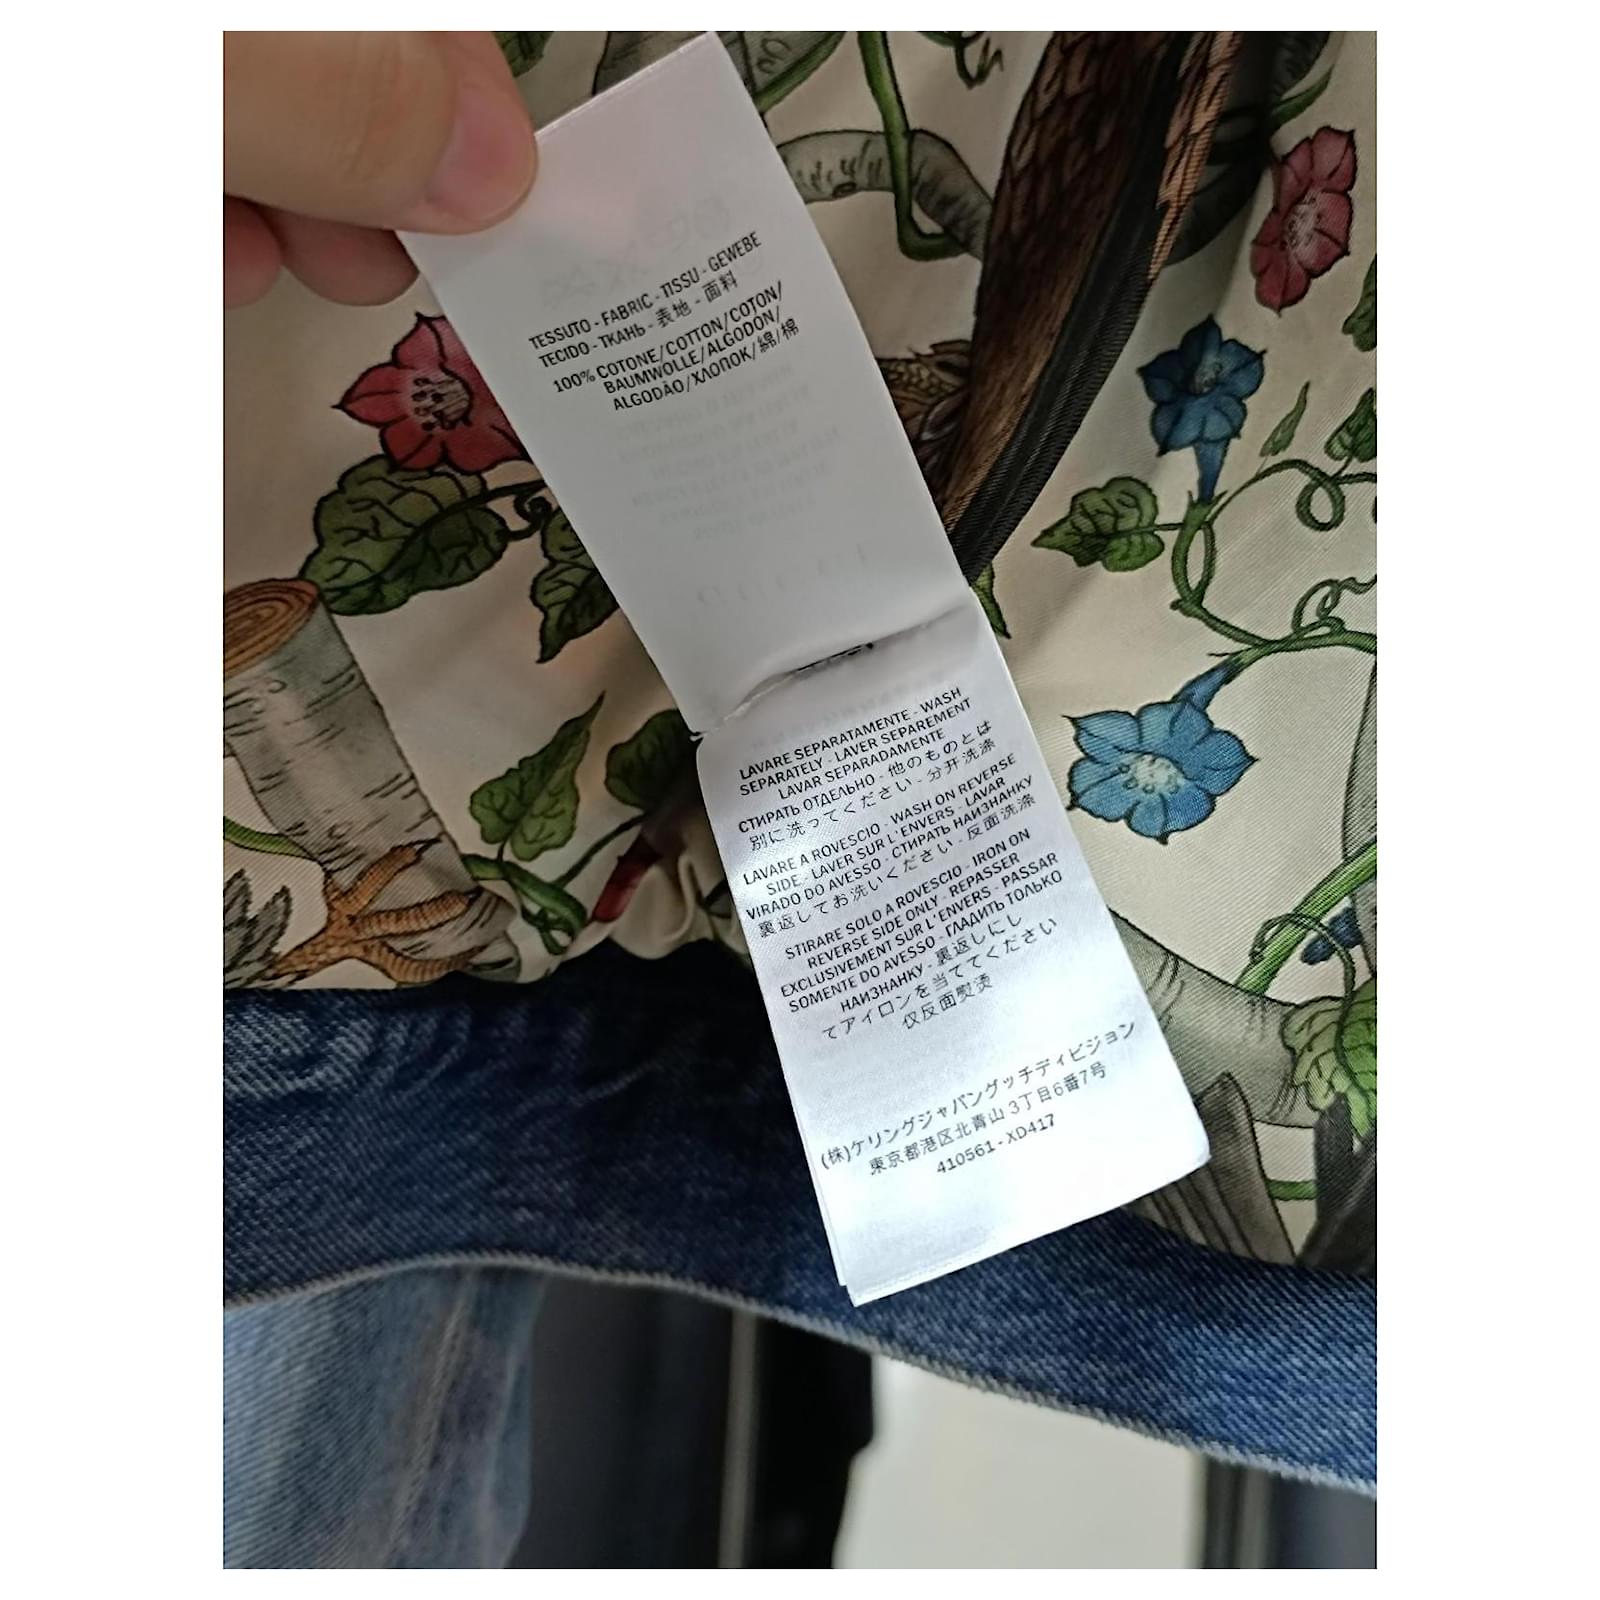 TESSUTO - FABRIC - TISSU - GEWEBE
TECIDO - ТКАНЬ - 表地 - 面料
100% COTONE/COTTON/COTON/
BAUMWOLLE/ALGODÓN/
ALGODÃO/ХЛОПОК/綿/棉
LAVARE SEPARATAMENTE - WASH
SEPARATELY - LAVER SEPAREMENT
LAVAR SEPARADAMENTE
СТИРАТЬ ОТДЕЛЬНО - 他のものとは
別に洗ってください - 分开洗涤
LAVARE A ROVESCIO - WASH ON REVERSE
SIDE - LAVER SUR L'ENVERS - LAVAR
VIRADO DO AVESSO - СТИРАТЬ НАИЗНАНКУ
裏返してお洗いください - 反面洗涤
STIRARE SOLO A ROVESCIO - IRON ON
REVERSE SIDE ONLY - REPASSER
EXCLUSIVEMENT SUR L'ENVERS - PASSAR
SOMENTE DO AVESSO - ГЛАДИТЬ ТОЛЬКО
НАИЗНАНКУ - 裏返しにし
てアイロンを当ててください
仅反面熨烫
(株)ケリングジャパングッチディビジョン
東京都港区北青山3丁目6番7号
410561 - XD417